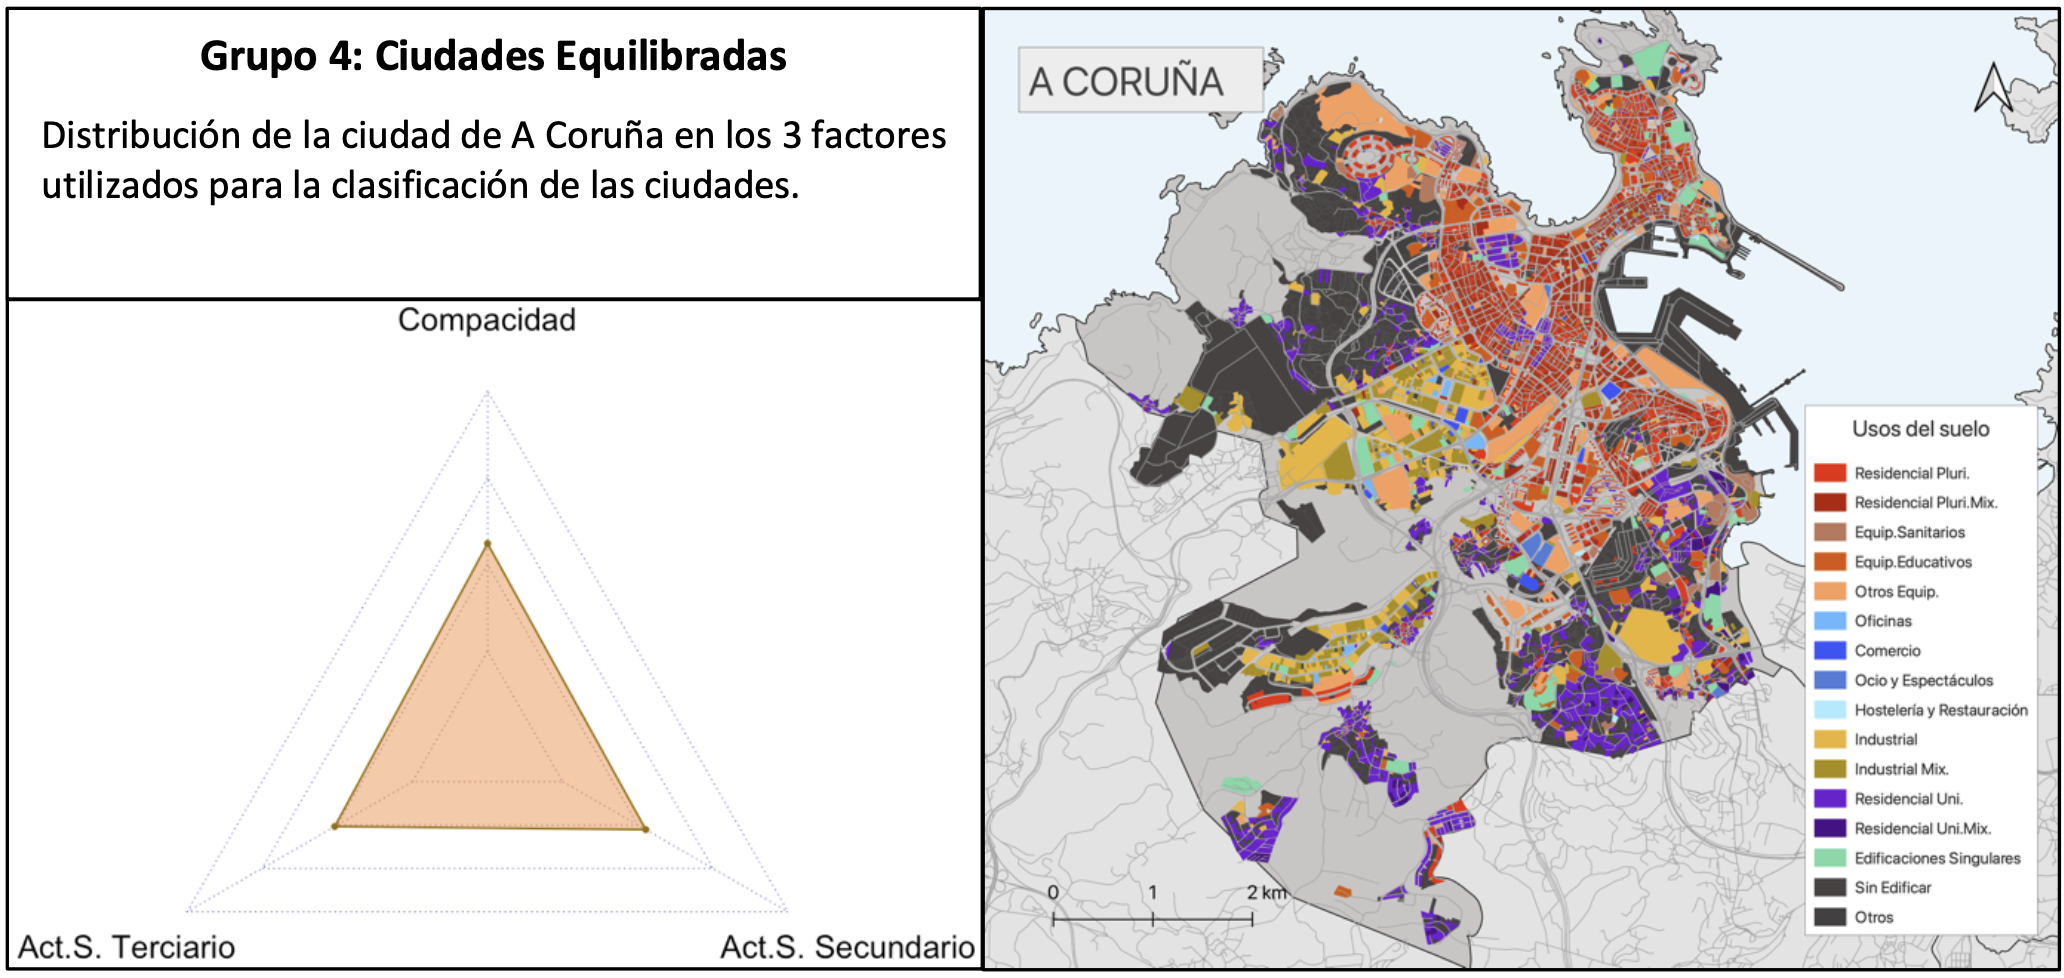 Grupo 4: Ciudades Equilibradas
Distribución de la ciudad de A Coruña en los 3 factores
utilizados para la clasificación de las ciudades.
Compacidad
Act.S. Terciario
Act.S. Secundario
A CORUÑA
Usos del suelo
Residencial Pluri.
Residencial Pluri.Mix.
Equip.Sanitarios
Equip.Educativos
Otros Equip.
Oficinas
Comercio
Ocio y Espectáculos
Hostelería y Restauración
Industrial
Industrial Mix.
Residencial Uni.
Residencial Uni.Mix.
Edificaciones Singulares
Sin Edificar
Otros
0 1 2 km